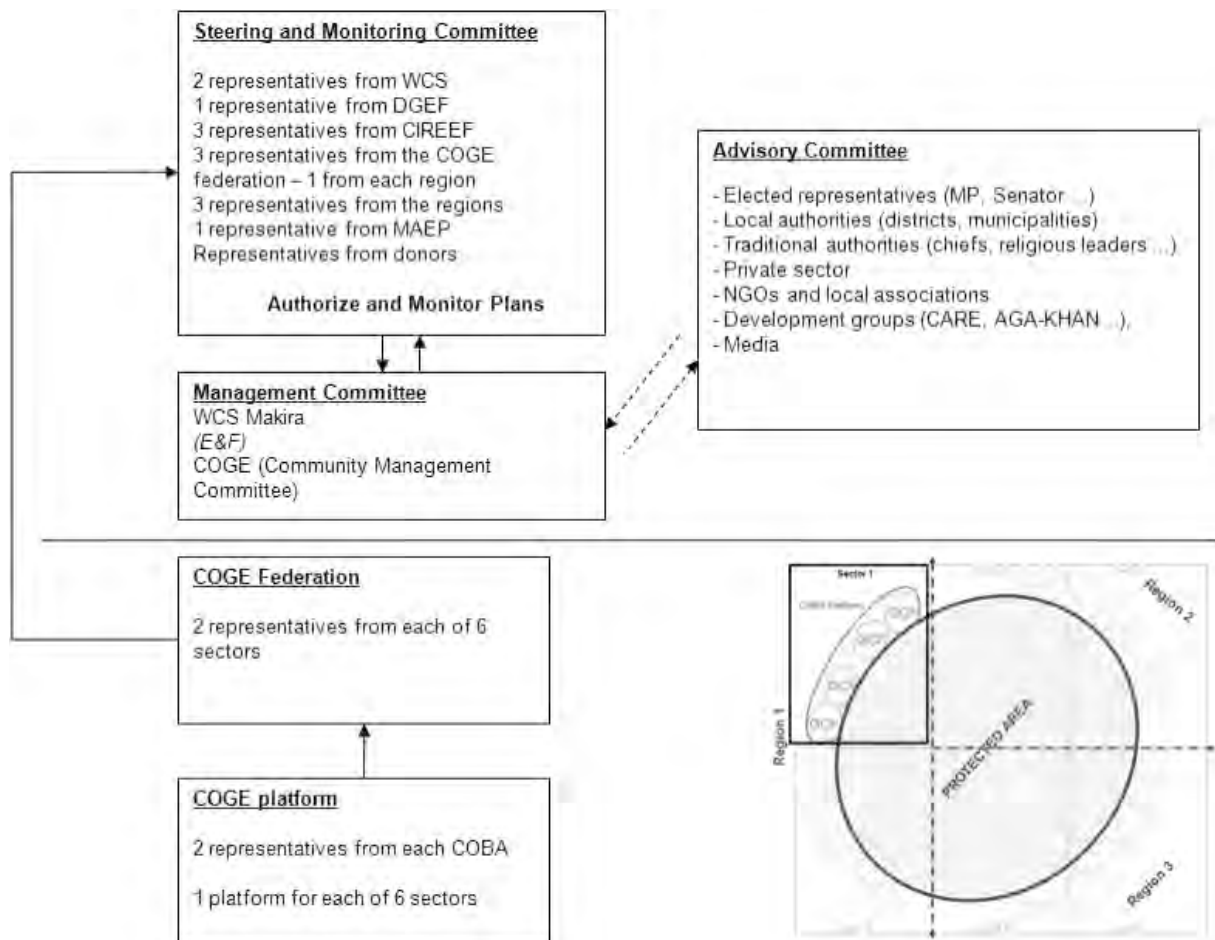 Steering and Monitoring Committee
2 representatives from WCS
1 representative from DGEF
3 representatives from CIREEF
3 representatives from the COGE
federation – 1 from each region
3 representatives from the regions
1 representative from MAEP
Representatives from donors
Authorize and Monitor Plans
Advisory Committee
- Elected representatives (MP, Senator ...)
- Local authorities (districts, municipalities)
- Traditional authorities (chiefs, religious leaders ...)
- Private sector
- NGOs and local associations
- Development groups (CARE, AGA-KHAN ...),
- Media
Management Committee
WCS Makira
(E&F)
COGE (Community Management
Committee)
COGE Federation
2 representatives from each of 6
sectors
COGE platform
2 representatives from each COBA
1 platform for each of 6 sectors
Sector 1
Region 1
Region 2
PROTECTED AREA
Region 3